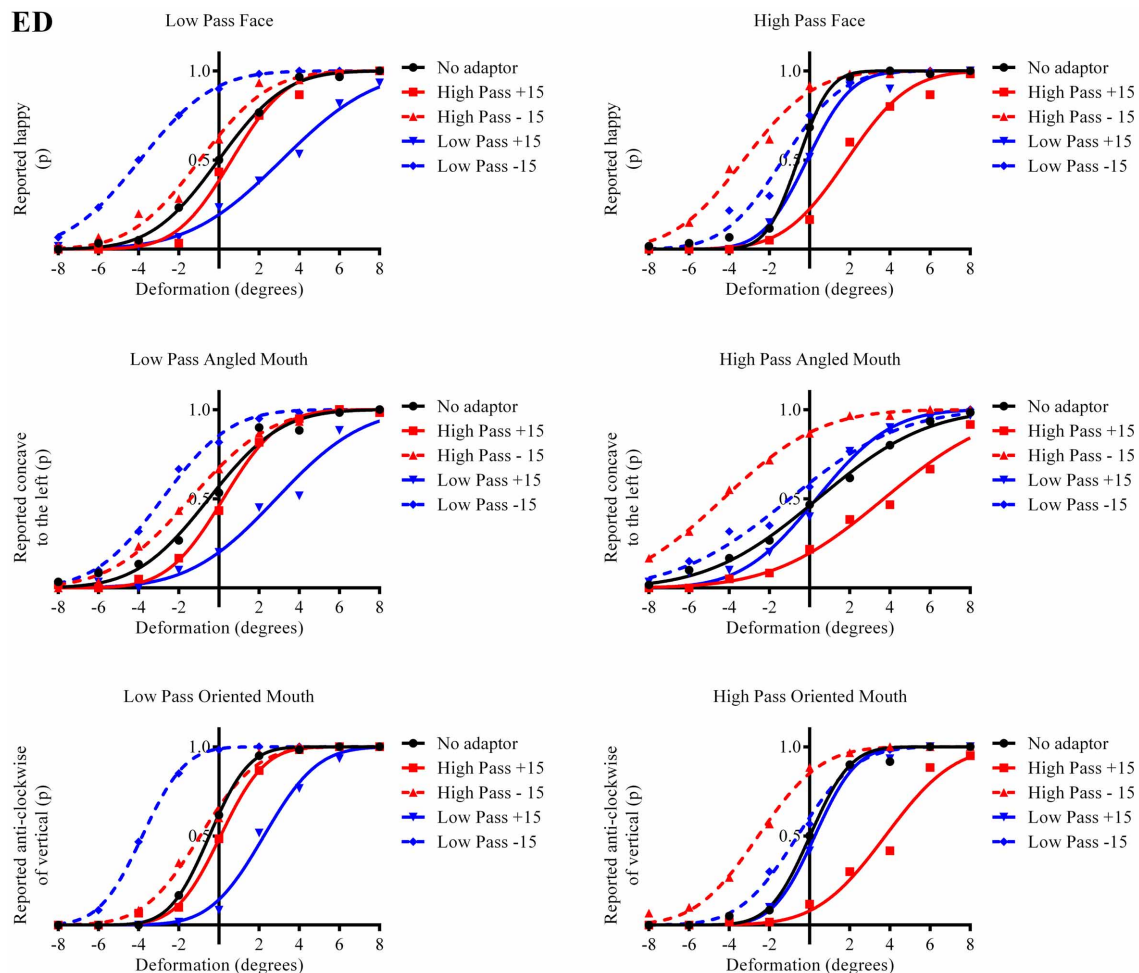 ED
Low Pass Face
Reported happy
(p)
1.0
0.5
-8 -6 -4 -2 2 4 6 8
Deformation (degrees)
No adaptor
High Pass +15
High Pass - 15
Low Pass +15
Low Pass -15
High Pass Face
Reported happy
(p)
1.0
0.5
-8 -6 -4 -2 2 4 6 8
Deformation (degrees)
No adaptor
High Pass +15
High Pass - 15
Low Pass +15
Low Pass -15
Low Pass Angled Mouth
Reported concave
to the left (p)
1.0
0.5
-8 -6 -4 -2 2 4 6 8
Deformation (degrees)
No adaptor
High Pass +15
High Pass - 15
Low Pass +15
Low Pass -15
High Pass Angled Mouth
Reported concave
to the left (p)
1.0
0.5
-8 -6 -4 -2 2 4 6 8
Deformation (degrees)
No adaptor
High Pass +15
High Pass - 15
Low Pass +15
Low Pass -15
Low Pass Oriented Mouth
Reported anti-clockwise
of vertical (p)
1.0
0.5
-8 -6 -4 -2 2 4 6 8
Deformation (degrees)
No adaptor
High Pass +15
High Pass - 15
Low Pass +15
Low Pass -15
High Pass Oriented Mouth
Reported anti-clockwise
of vertical (p)
1.0
0.5
-8 -6 -4 -2 2 4 6 8
Deformation (degrees)
No adaptor
High Pass +15
High Pass - 15
Low Pass +15
Low Pass -15